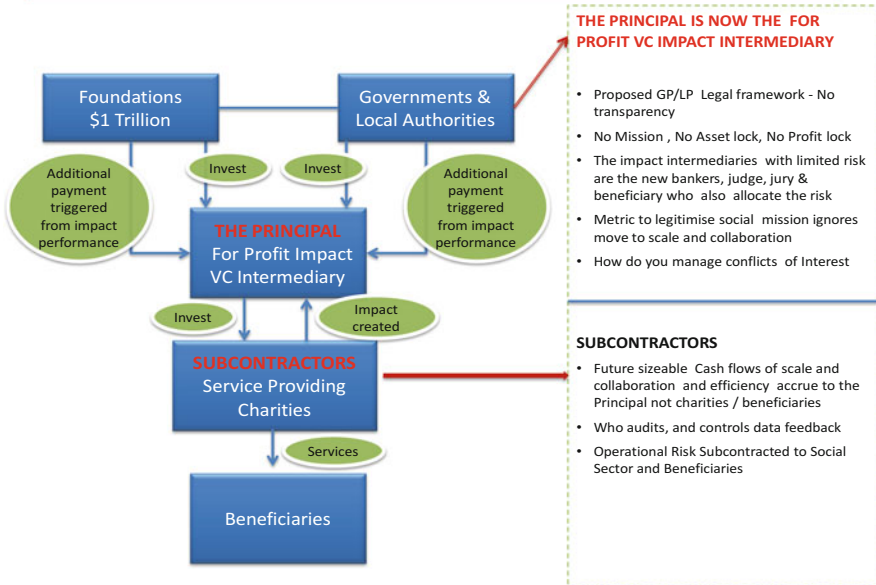 Foundations
$1 Trillion
Governments &
Local Authorities
Additional
payment
triggered
from impact
performance
Invest
Invest
Additional
payment
triggered
from impact
performance
THE PRINCIPAL
For Profit Impact
VC Intermediary
Invest
Impact
created
SUBCONTRACTORS
Service Providing
Charities
Services
Beneficiaries
THE PRINCIPAL IS NOW THE FOR
PROFIT VC IMPACT INTERMEDIARY
• Proposed GP/LP Legal framework - No
transparency
• No Mission , No Asset lock, No Profit lock
• The impact intermediaries with limited risk
are the new bankers, judge, jury &
beneficiary who also allocate the risk
• Metric to legitimise social mission ignores
move to scale and collaboration
• How do you manage conflicts of Interest
SUBCONTRACTORS
• Future sizeable Cash flows of scale and
collaboration and efficiency accrue to the
Principal not charities / beneficiaries
• Who audits, and controls data feedback
• Operational Risk Subcontracted to Social
Sector and Beneficiaries